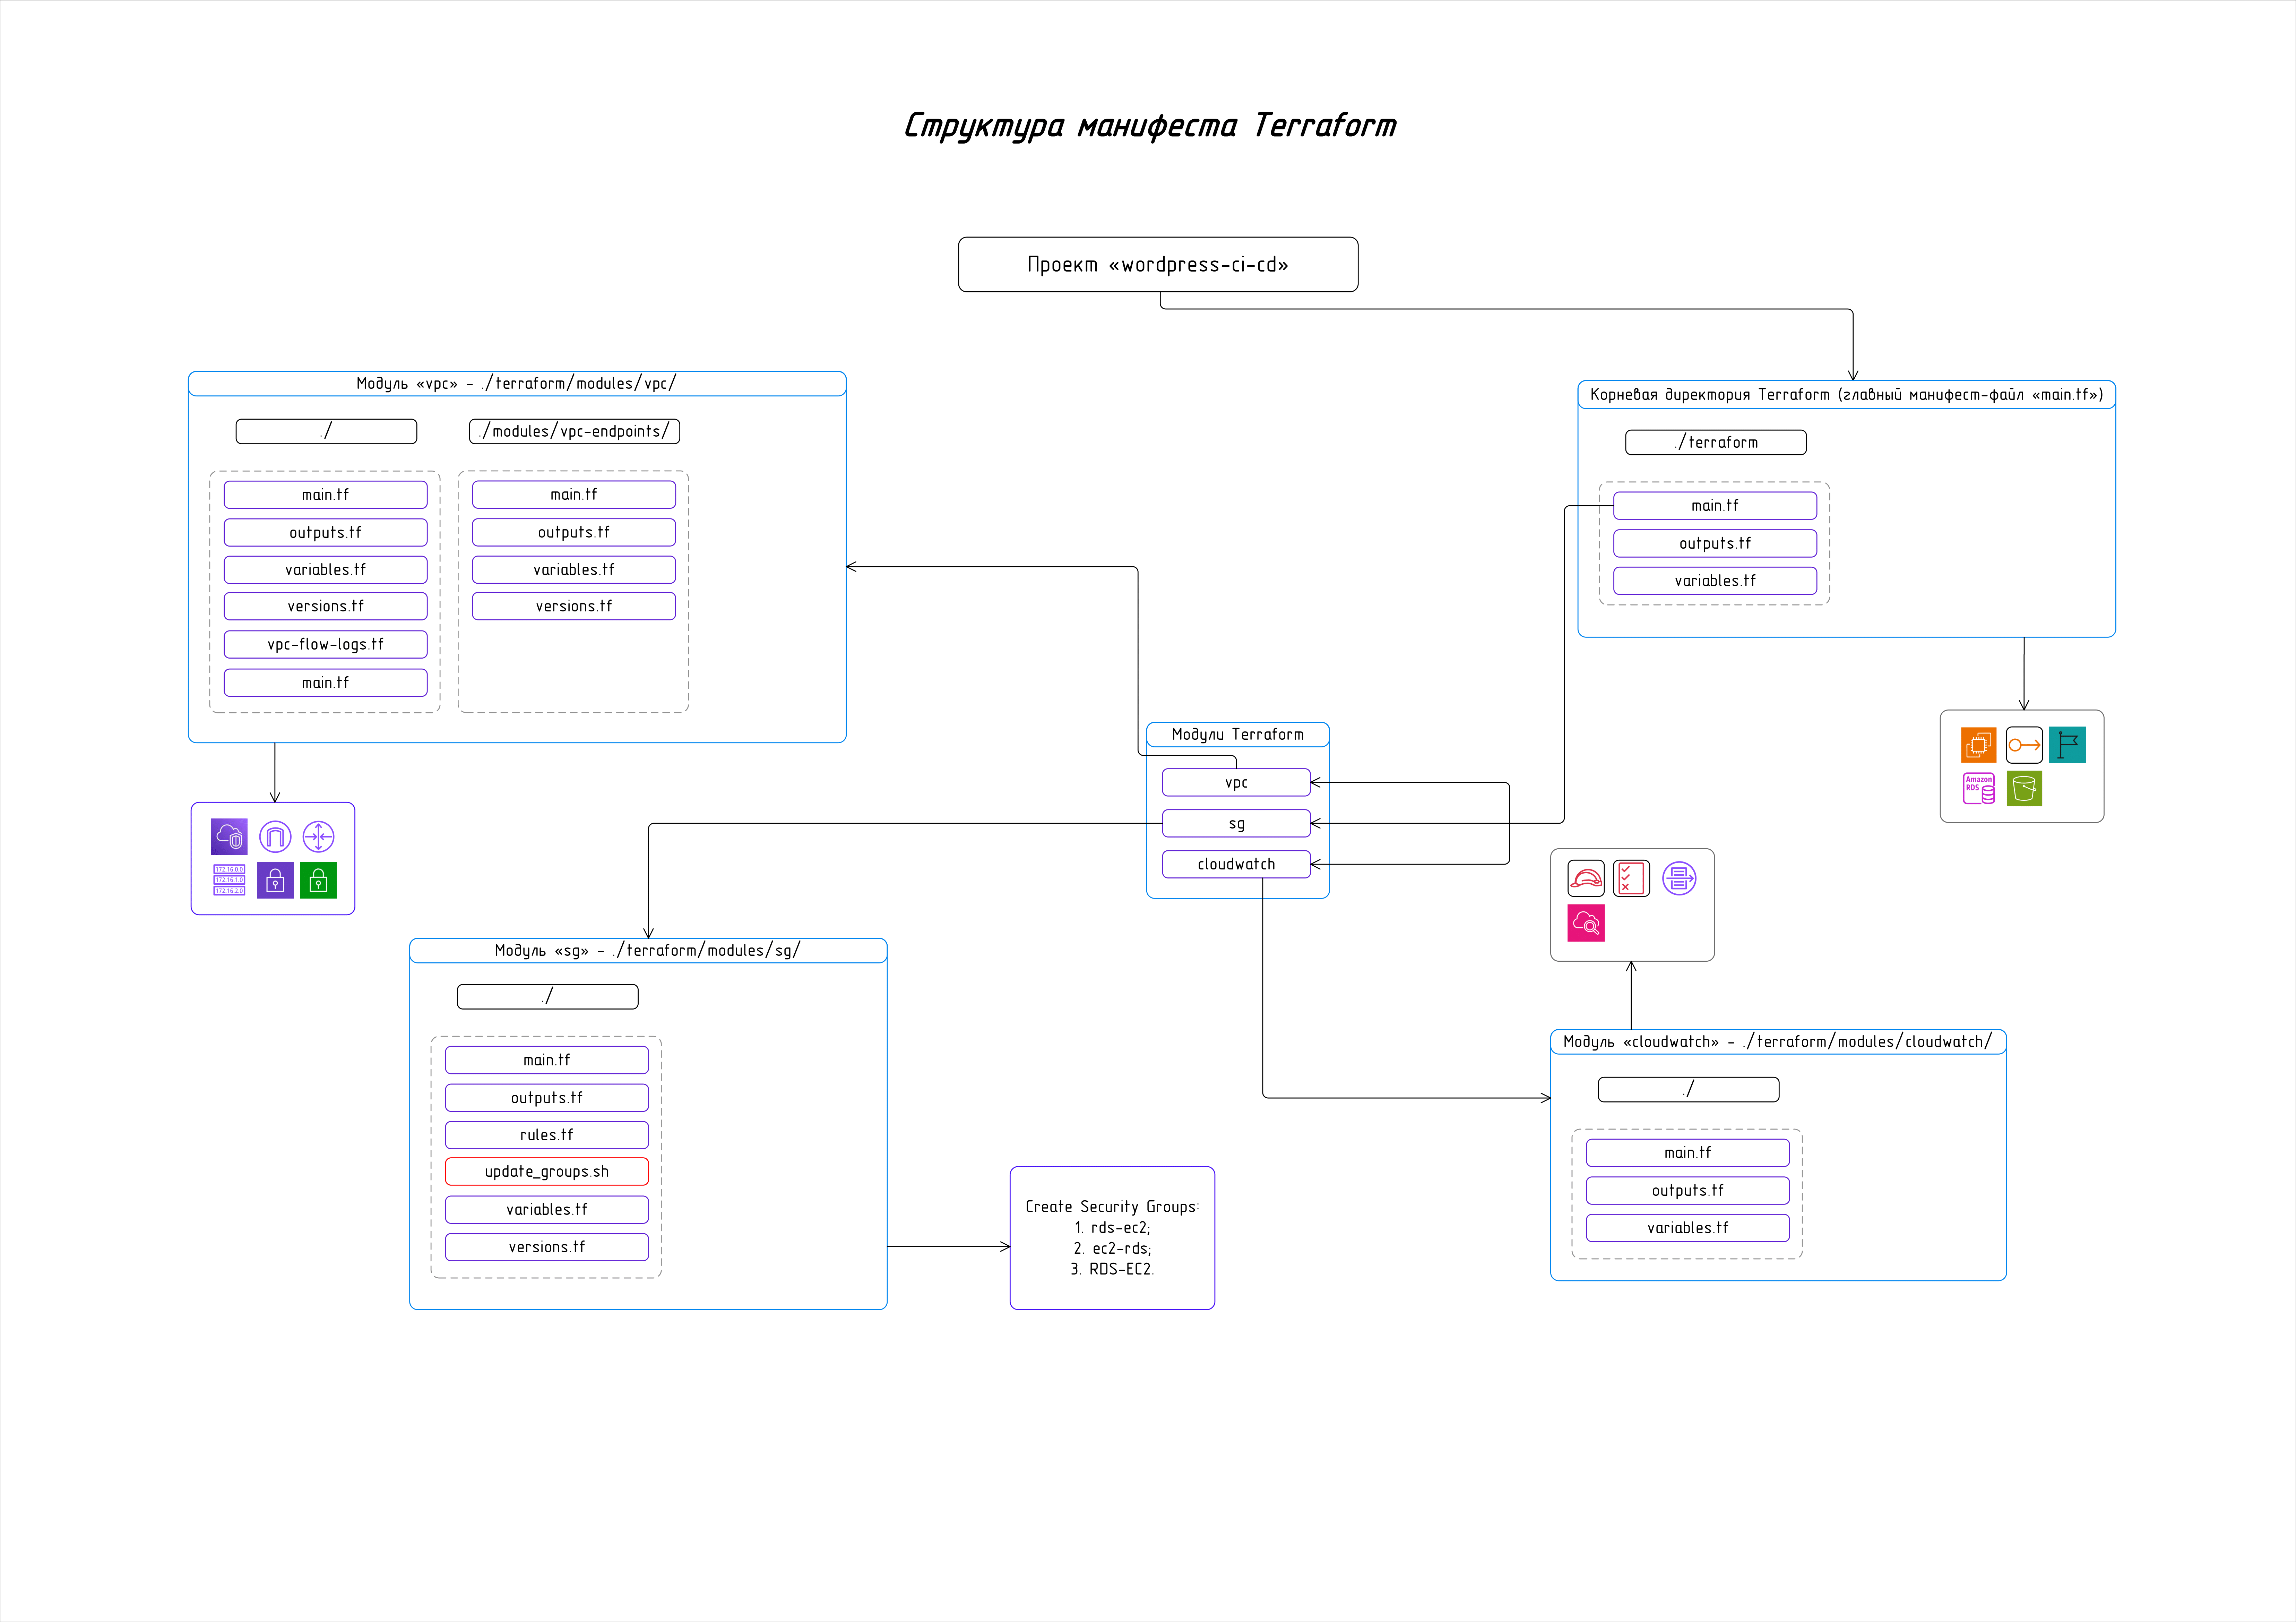 Структура манифеста Terraform
Проект «wordpress-ci-cd»
Модуль «vpc» - ./terraform/modules/vpc/
./
main.tf
outputs.tf
variables.tf
versions.tf
vpc-flow-logs.tf
main.tf
./modules/vpc-endpoints/
main.tf
outputs.tf
variables.tf
versions.tf
172.16.0.0
172.16.1.0
172.16.2.0
Корневая директория Terraform (главный манифест-файл «main.tf»)
./terraform
main.tf
outputs.tf
variables.tf
Amazon
RDS
Модули Terraform
vpc
sg
cloudwatch
Модуль «sg» - ./terraform/modules/sg/
./
main.tf
outputs.tf
rules.tf
update_groups.sh
variables.tf
versions.tf
Create Security Groups:
1. rds-ec2;
2. ec2-rds;
3. RDS-EC2.
Модуль «cloudwatch» - ./terraform/modules/cloudwatch/
./
main.tf
outputs.tf
variables.tf